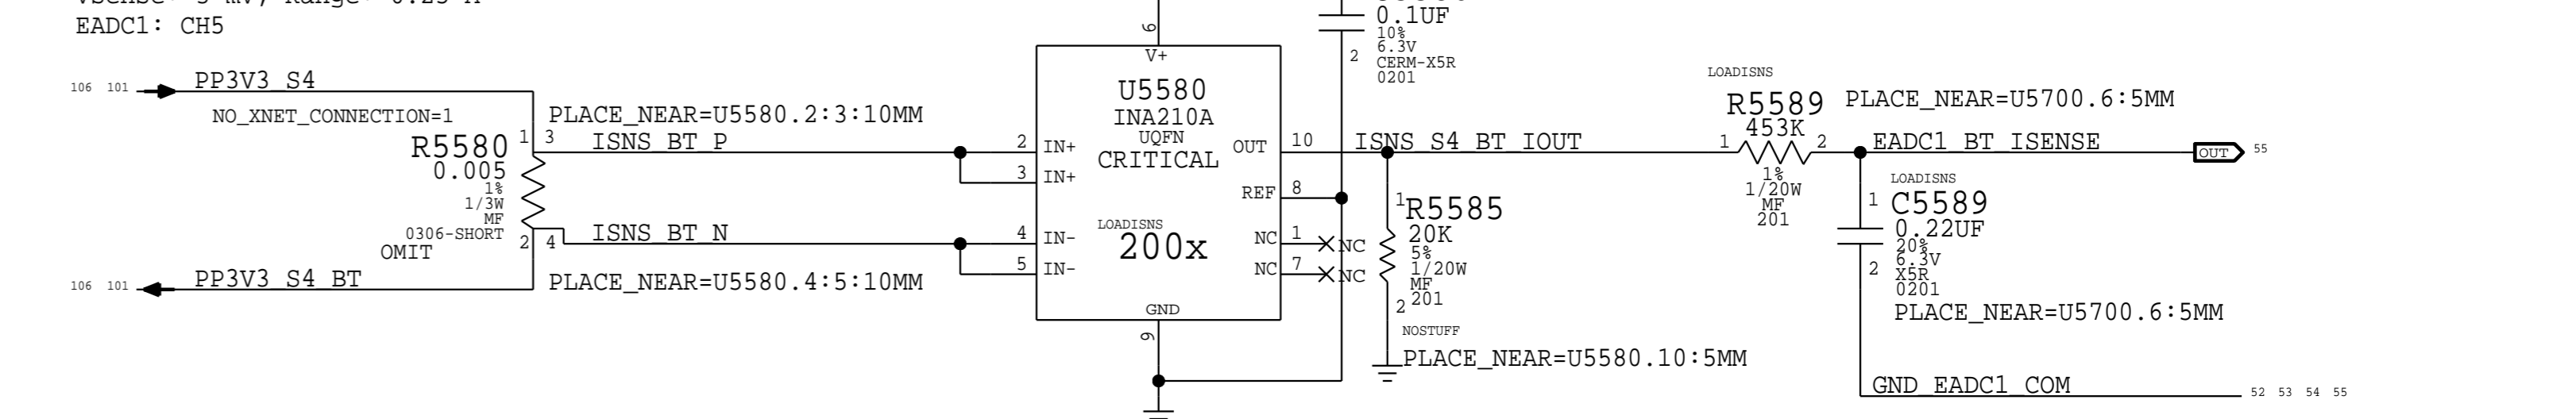 EADC1: CH5
106 101 PP3V3_S4
NO_XNET_CONNECTION=1
R5580
0.005
1%
1/3W
MF
0306-SHORT
OMIT
1 3
2 4
PLACE_NEAR=U5580.2:3:10MM
ISNS_BT_P
ISNS_BT_N
PLACE_NEAR=U5580.4:5:10MM
106 101 PP3V3_S4_BT
6
V+
U5580
INA210A
UQFN
CRITICAL
LOADISNS
200x
2 IN+
3 IN+
4 IN-
5 IN-
OUT 10
REF 8
NC 1 NC
NC 7 NC
GND
9
0.1UF
10%
6.3V
CERM-X5R
0201
2
ISNS_S4_BT_IOUT
1
R5585
20K
5%
1/20W
MF
201
2
NOSTUFF
PLACE_NEAR=U5580.10:5MM
LOADISNS
R5589
453K
1 2
1%
1/20W
MF
201
PLACE_NEAR=U5700.6:5MM
EADC1_BT_ISENSE
OUT 55
LOADISNS
1
C5589
0.22UF
20%
6.3V
2
X5R
0201
PLACE_NEAR=U5700.6:5MM
GND_EADC1_COM
52 53 54 55